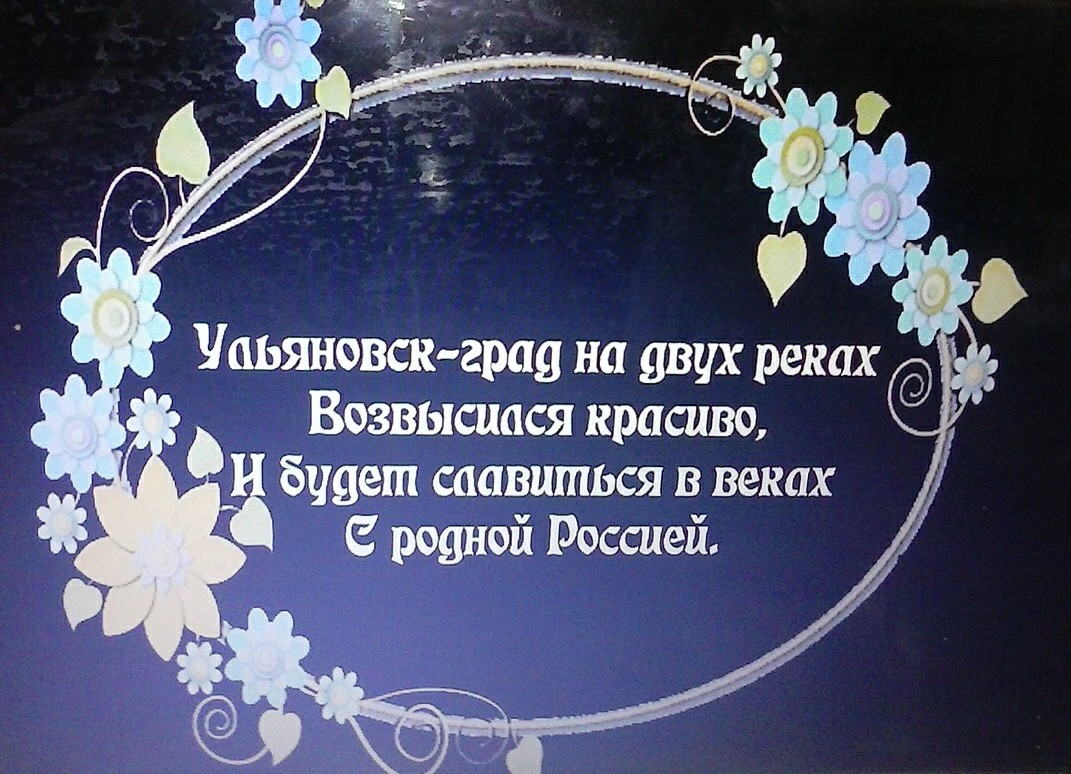 Ульяновск-град на двух реках
Возвысился красиво,
И будет славиться в веках
С родной Россией.